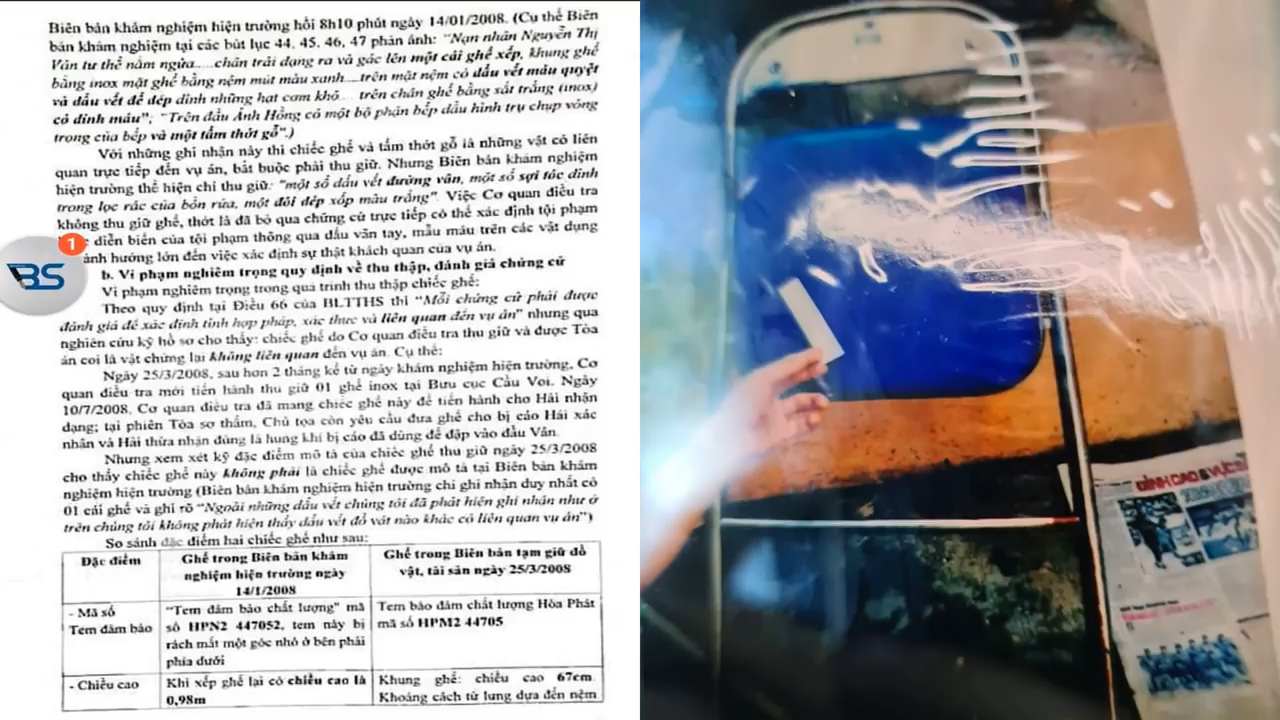 Biên bản khám nghiệm hiện trường hồi 8h10 phút ngày 14/01/2008. (Cụ thể Biên
bản khám nghiệm tại các bút lục 44, 45, 46, 47 phản ánh: "Nạn nhân Nguyễn Thị
Vân tư thế nằm ngửa....chân trái dạng ra và gác lên một cái ghế xếp, khung ghế
bằng inox mặt ghế bằng nệm mút màu xanh....trên mặt nệm có dấu vết máu quyệt
và dấu vết đế dép dính những hạt cơm khô.... trên chân ghế bằng sắt trắng (inox)
có dính máu"; "Trên đầu Ánh Hồng có một bộ phận bếp dầu hình trụ chụp vòng
trong của bếp và một tấm thớt gỗ".)
Với những ghi nhận này thì chiếc ghế và tấm thớt gỗ là những vật có liên
quan trực tiếp đến vụ án, bắt buộc phải thu giữ. Nhưng Biên bản khám nghiệm
hiện trường thể hiện chỉ thu giữ: "một số dấu vết đường vân, một số sợi tóc dính
trong lọc rác của bồn rửa, một đôi dép xốp màu trắng". Việc Cơ quan điều tra
không thu giữ ghế, thớt là đã bỏ qua chứng cứ trực tiếp có thể xác định tội phạm
diễn biến của tội phạm thông qua dấu vân tay, mẫu máu trên các vật dụng
ảnh hưởng lớn đến việc xác định sự thật khách quan của vụ án.
1
BS
b. Vi phạm nghiêm trọng quy định về thu thập, đánh giá chứng cứ
Vi phạm nghiêm trọng trong quá trình thu thập chiếc ghế:
Theo quy định tại Điều 66 của BLTTHS thì "Mỗi chứng cứ phải được
đánh giá để xác định tính hợp pháp, xác thực và liên quan đến vụ án" nhưng qua
nghiên cứu kỹ hồ sơ cho thấy: chiếc ghế do Cơ quan điều tra thu giữ và được Tòa
án coi là vật chứng lại không liên quan đến vụ án. Cụ thể:
Ngày 25/3/2008, sau hơn 2 tháng kể từ ngày khám nghiệm hiện trường, Cơ
quan điều tra mới tiến hành thu giữ 01 ghế inox tại Bưu cục Cầu Voi. Ngày
10/7/2008, Cơ quan điều tra đã mang chiếc ghế này để tiến hành cho Hải nhận
dạng; tại phiên Tòa sơ thẩm, Chủ tọa còn yêu cầu đưa ghế cho bị cáo Hải xác
nhận và Hải thừa nhận đúng là hung khí bị cáo đã dùng để đập vào đầu Vân.
Nhưng xem xét kỹ đặc điểm mô tả của chiếc ghế thu giữ ngày 25/3/2008
cho thấy chiếc ghế này không phải là chiếc ghế được mô tả tại Biên bản khám
nghiệm hiện trường (Biên bản khám nghiệm hiện trường chỉ ghi nhận duy nhất có
01 cái ghế và ghi rõ "Ngoài những dấu vết chúng tôi đã phát hiện ghi nhận như ở
trên chúng tôi không phát hiện thấy dấu vết đồ vật nào khác có liên quan vụ án")
So sánh đặc điểm hai chiếc ghế như sau:
Đặc điểm
Ghế trong Biên bản khám
nghiệm hiện trường ngày
14/1/2008
Ghế trong Biên bản tạm giữ đồ
vật, tài sản ngày 25/3/2008
- Mã số
Tem đảm bảo
"Tem đảm bảo chất lượng" mã
số HPN2 447052, tem này bị
rách mất một góc nhỏ ở bên phải
phía dưới
Tem bảo đảm chất lượng Hòa Phát
mã số HPM2 44705
- Chiều cao
Khi xếp ghế lại có chiều cao là
0,98m
Khung ghế: chiều cao 67cm.
Khoảng cách từ lưng dựa đến nệm